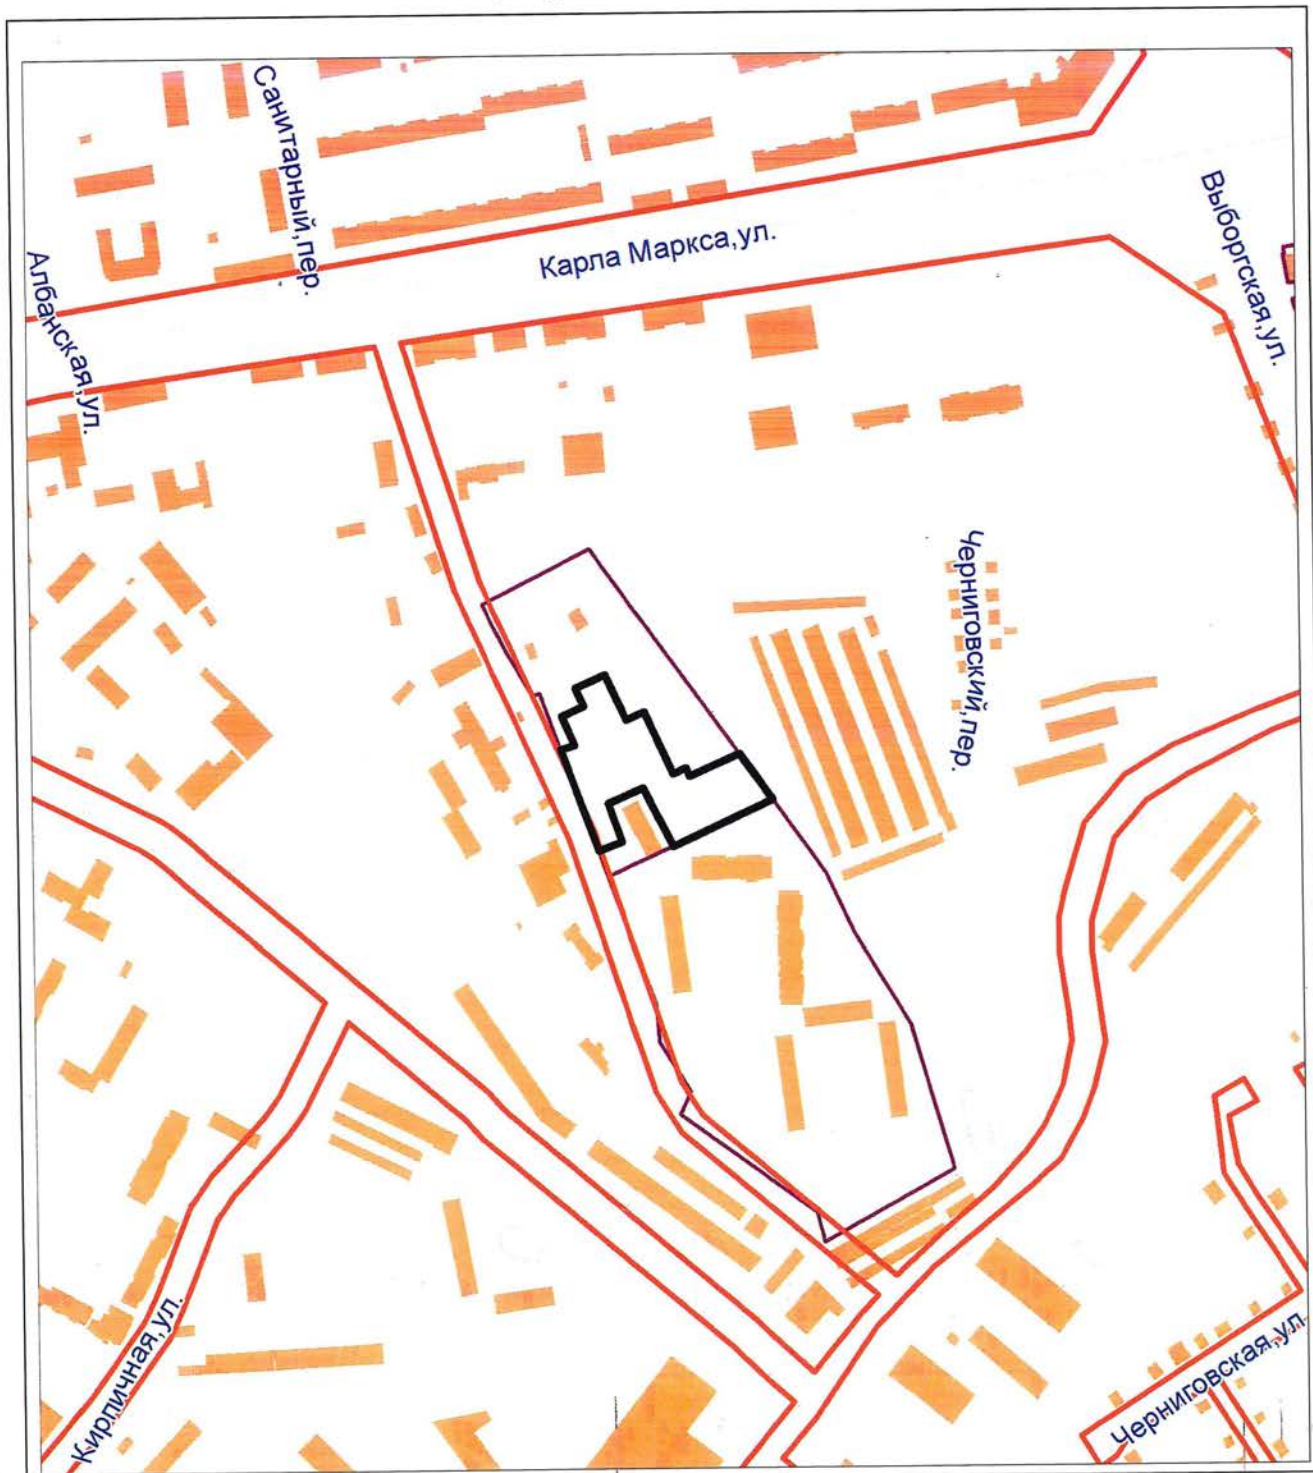 Санитарный,пер.
Карла Маркса,ул.
Выборгская,ул.
Албанская,ул.
Черниговский,пер.
Кирпичная,ул.
Черниговская,ул